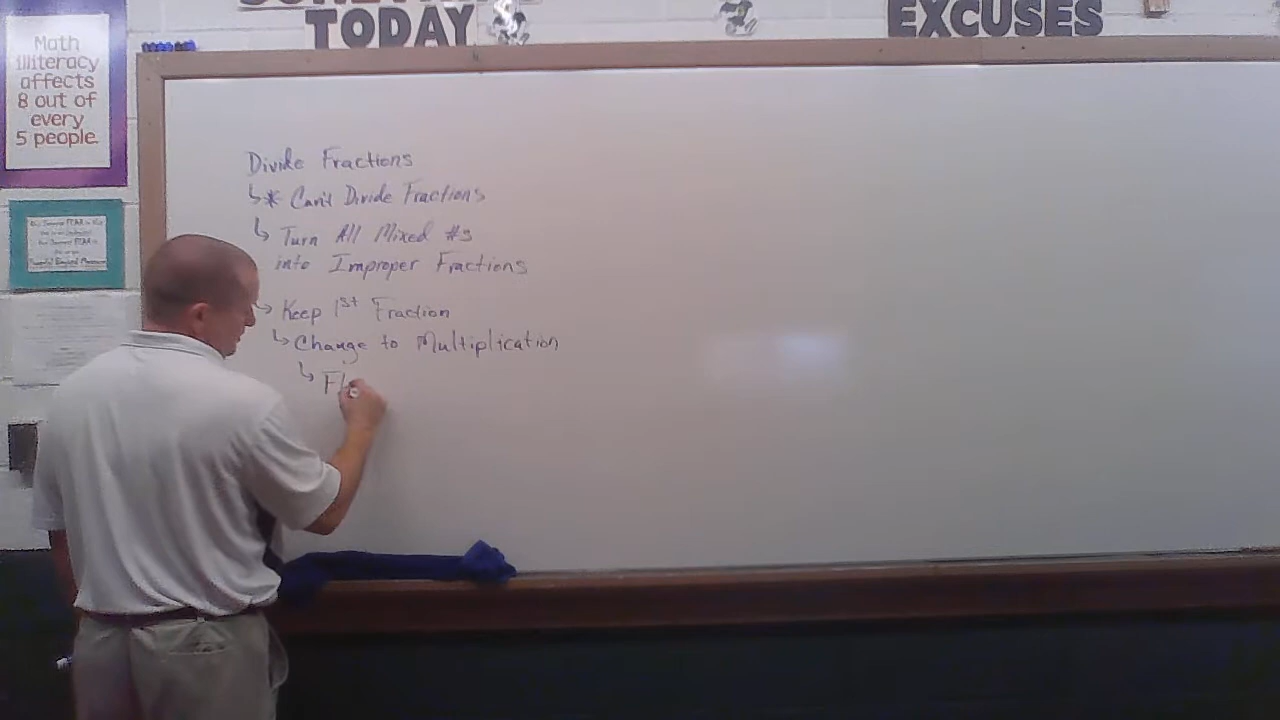 TODAY
EXCUSES
Math
illiteracy
affects
8 out of
every
5 people.
Divide Fractions
↳* Can't Divide Fractions
↳ Turn All Mixed #s
into Improper Fractions
↳ Keep 1st Fraction
↳ Change to Multiplication
↳ Fl